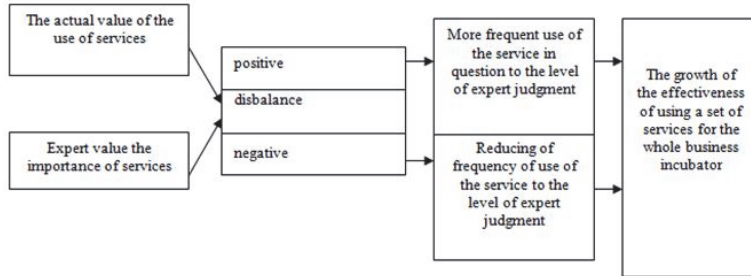 The actual value of the
use of services
Expert value the
importance of services
positive
disbalance
negative
More frequent use of
the service in
question to the level
of expert judgment
Reducing of
frequency of use of
the service to the
level of expert
judgment
The growth of
the effectiveness
of using a set of
services for the
whole business
incubator